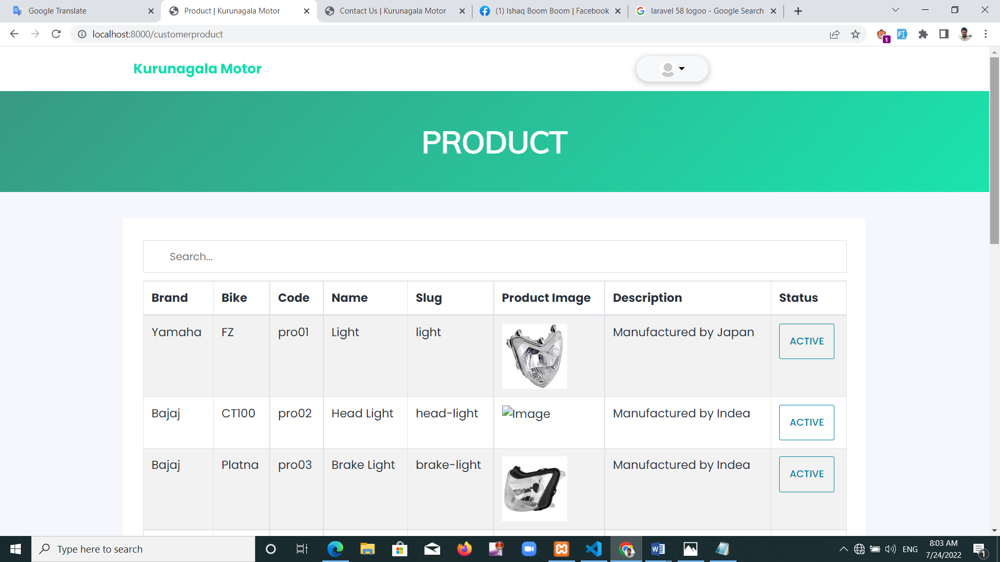 Google Translate
Product | Kurunagala Motor
Contact Us | Kurunagala Motor
(1) Ishaq Boom Boom | Facebook
laravel 58 logoo - Google Search
localhost:8000/customerproduct
1
Kurunagala Motor
PRODUCT
Search...
Brand Bike Code Name Slug Product Image Description Status
Yamaha FZ pro01 Light light Manufactured by Japan ACTIVE
Bajaj CT100 pro02 Head Light head-light Image Manufactured by Indea ACTIVE
Bajaj Platna pro03 Brake Light brake-light Manufactured by Indea ACTIVE
Type here to search
ENG
8:03 AM
7/24/2022
1